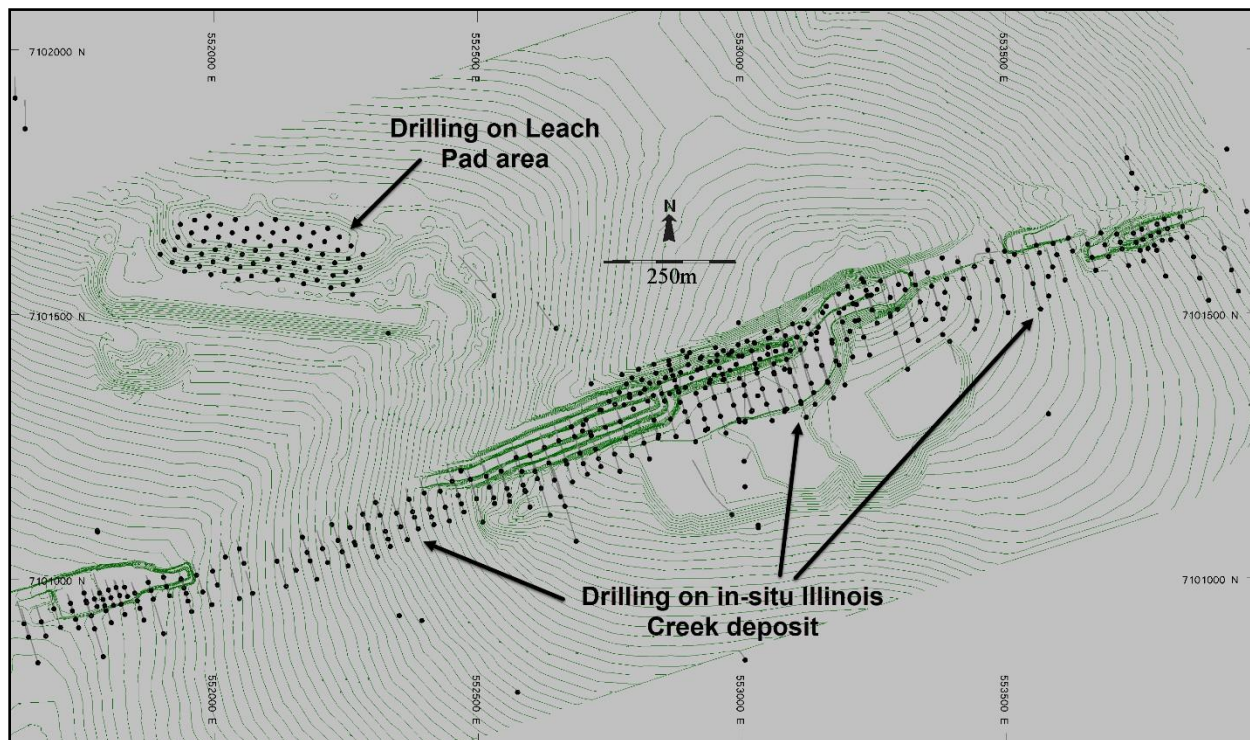 7102000 N
552000 E
552500 E
553000 E
553500 E
Drilling on Leach
Pad area
N
250m
7101500 N
7101500 N
7101000 N
7101000 N
Drilling on in-situ Illinois
Creek deposit
552000 E
552500 E
553000 E
553500 E